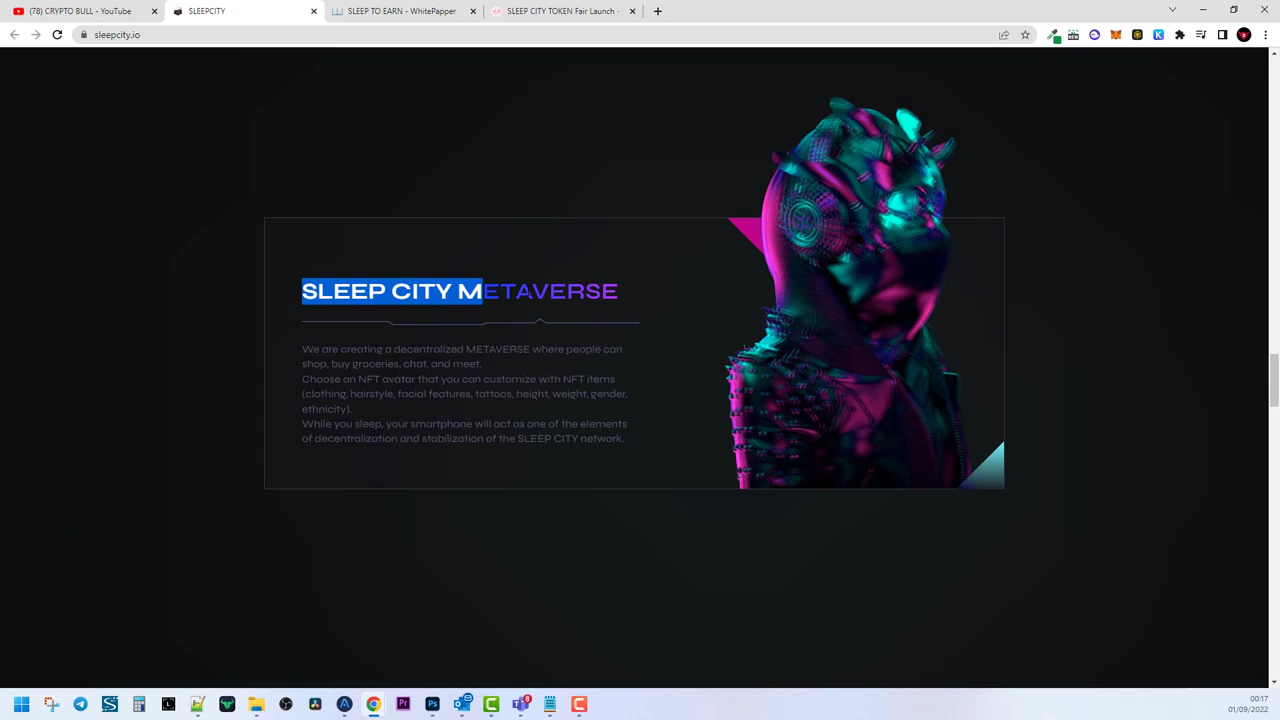 (78) CRYPTO BULL - YouTube
SLEEPCITY
SLEEP TO EARN - WhitePapper
SLEEP CITY TOKEN Fair Launch -
sleepcity.io
NEW
SLEEP CITY METAVERSE
We are creating a decentralized METAVERSE where people can
shop, buy groceries, chat, and meet.
Choose an NFT avatar that you can customize with NFT items
(clothing, hairstyle, facial features, tattoos, height, weight, gender,
ethnicity).
While you sleep, your smartphone will act as one of the elements
of decentralization and stabilization of the SLEEP CITY network.
00:17
01/09/2022